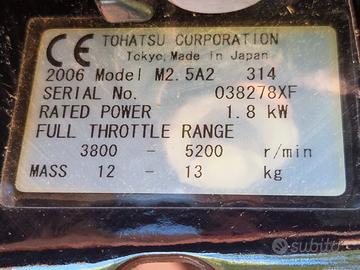 CE TOHATSU CORPORATION
Tokyo, Made in Japan
2006 Model M2.5A2 314
SERIAL No. 038278XF
RATED POWER 1.8 kW
FULL THROTTLE RANGE
3800 - 5200 r/min
MASS 12 - 13 kg
subito